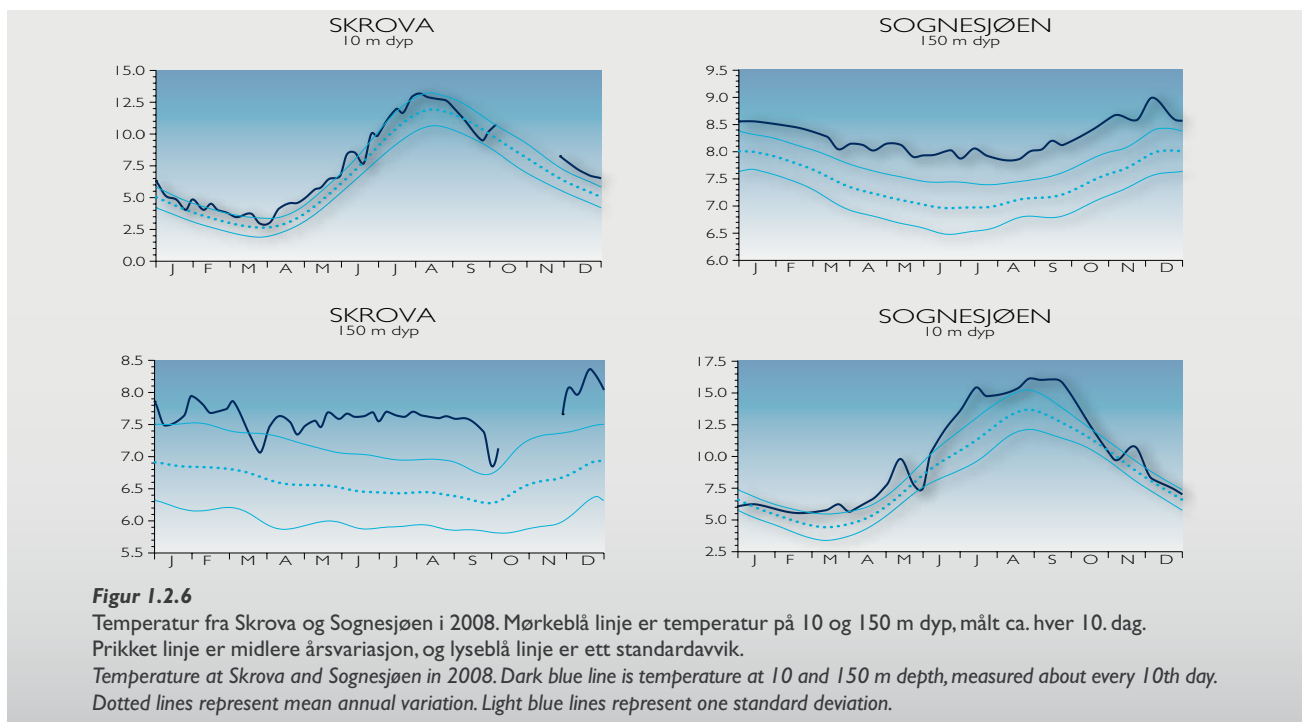 SKROVA
10 m dyp
15.0
12.5
10.0
7.5
5.0
2.5
0.0
J F M A M J J A S O N D
SOGNESJØEN
150 m dyp
9.5
9.0
8.5
8.0
7.5
7.0
6.5
6.0
J F M A M J J A S O N D
SKROVA
150 m dyp
8.5
8.0
7.5
7.0
6.5
6.0
5.5
J F M A M J J A S O N D
SOGNESJØEN
10 m dyp
17.5
15.0
12.5
10.0
7.5
5.0
2.5
J F M A M J J A S O N D
Figur 1.2.6
Temperatur fra Skrova og Sognesjøen i 2008. Mørkeblå linje er temperatur på 10 og 150 m dyp, målt ca. hver 10. dag.
Prikket linje er midlere årsvariasjon, og lyseblå linje er ett standardavvik.
Temperature at Skrova and Sognesjøen in 2008. Dark blue line is temperature at 10 and 150 m depth, measured about every 10th day.
Dotted lines represent mean annual variation. Light blue lines represent one standard deviation.